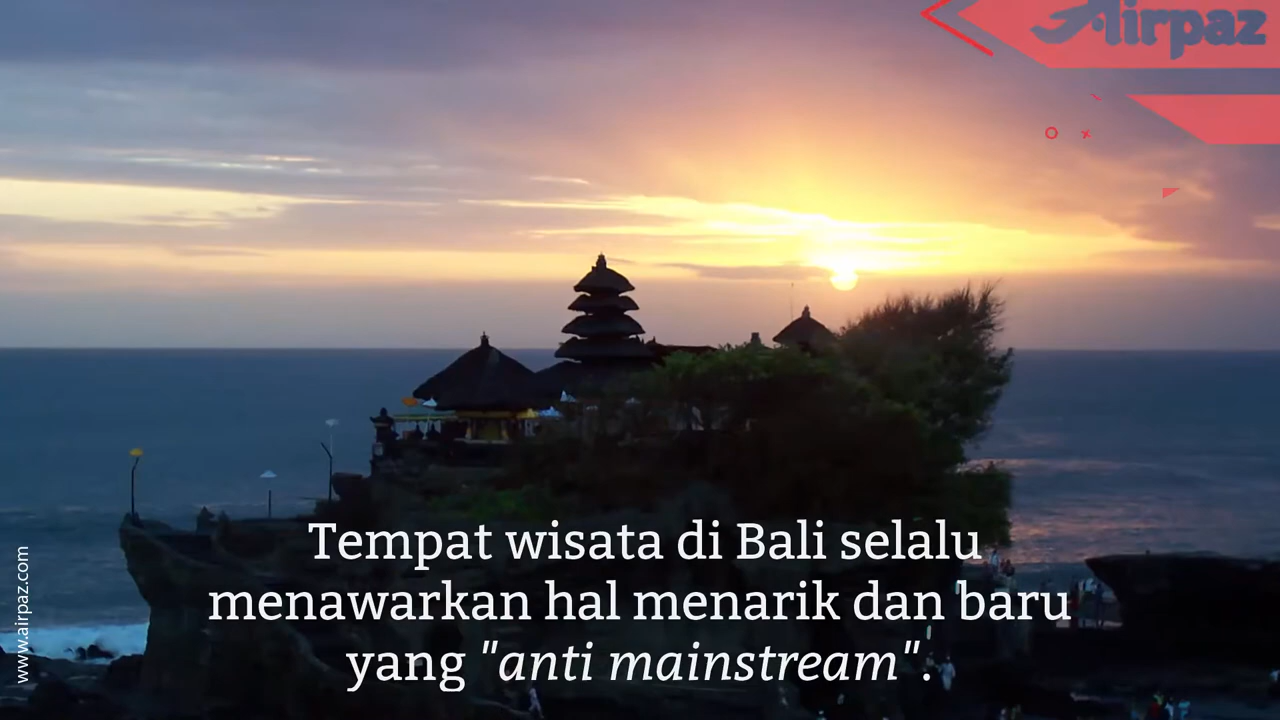 Airpaz
Tempat wisata di Bali selalu
menawarkan hal menarik dan baru
yang "anti mainstream".
www.airpaz.com